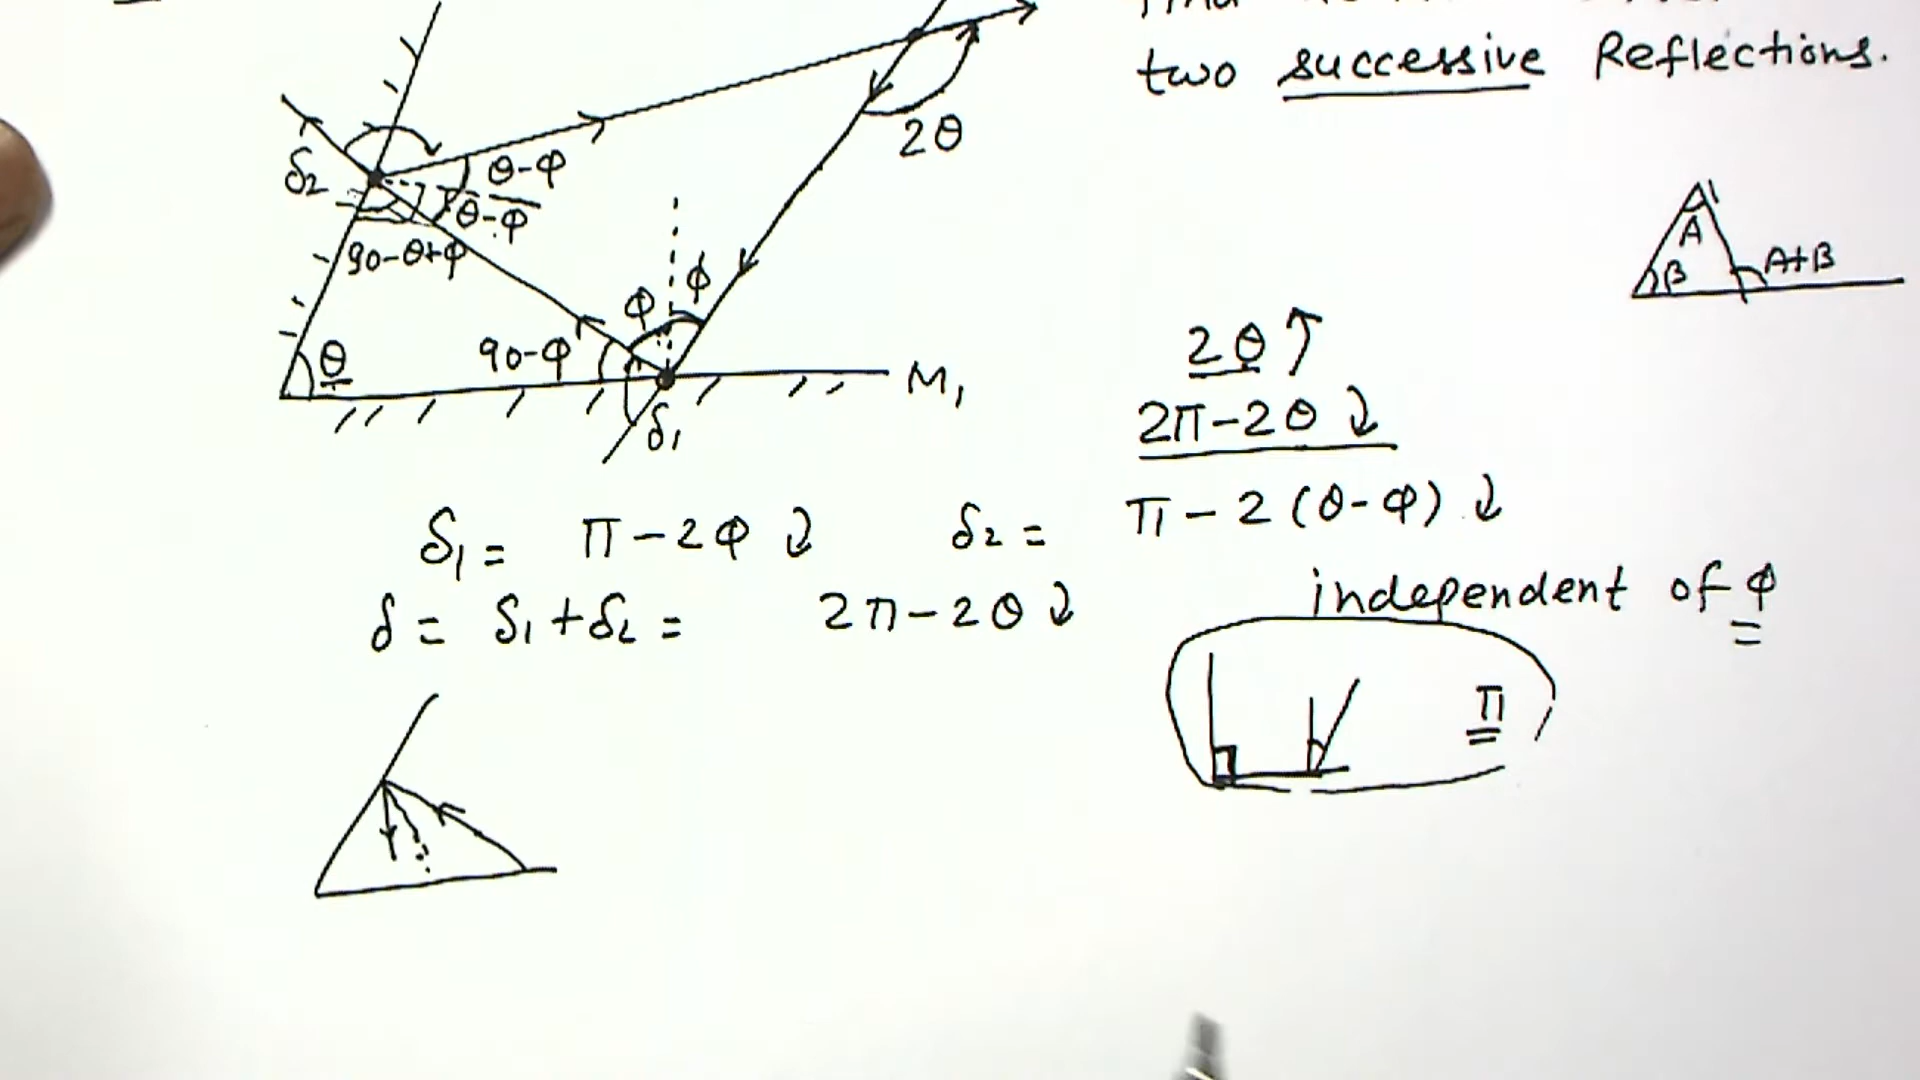 two successive Reflections.
2θ
δ2
θ-φ
θ-φ
90-θ+φ
A
B
A+B
φ
φ
θ
90-φ
M1
δ1
2θ ↑
2π-2θ ↓
δ1 = π-2φ ↓ δ2 = π-2(θ-φ) ↓
independent of φ
δ = δ1+δ2 = 2π-2θ ↓
π